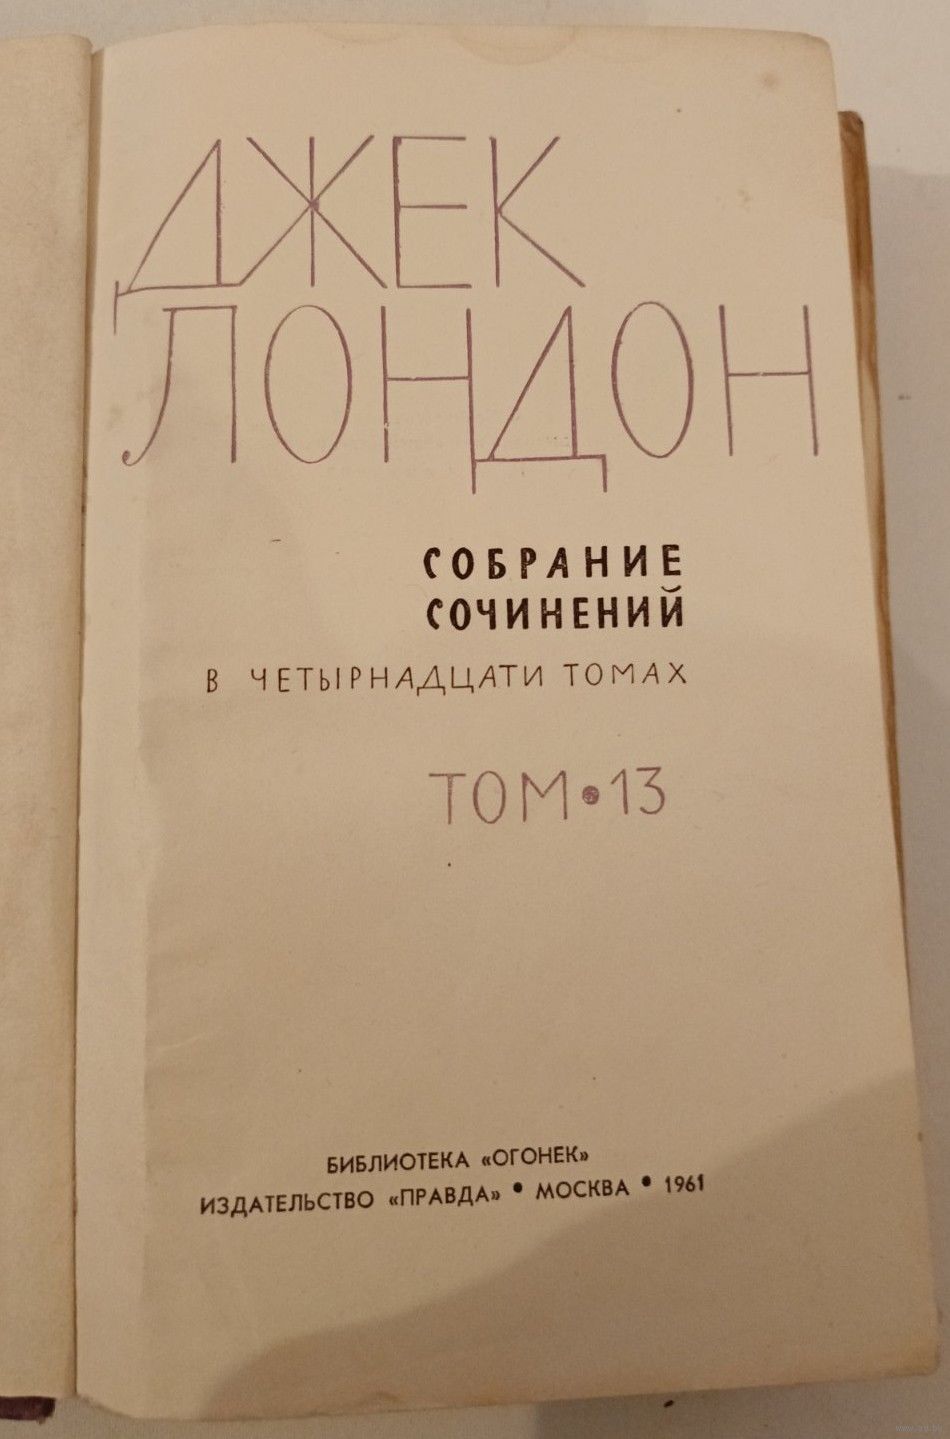 ДЖЕК
ЛОНДОН
СОБРАНИЕ
СОЧИНЕНИЙ
В ЧЕТЫРНАДЦАТИ ТОМАХ
ТОМ • 13
БИБЛИОТЕКА «ОГОНЕК»
ИЗДАТЕЛЬСТВО «ПРАВДА» • МОСКВА • 1961